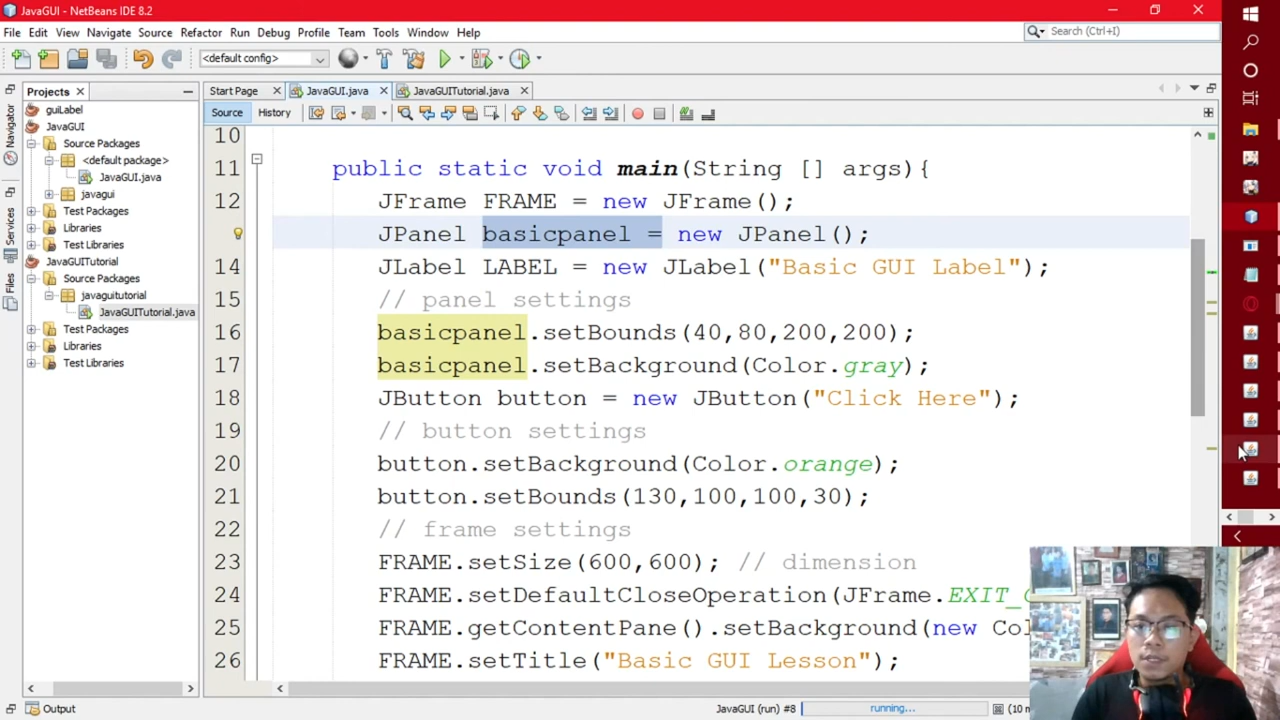 JavaGUI - NetBeans IDE 8.2
File Edit View Navigate Source Refactor Run Debug Profile Team Tools Window Help
Search (Ctrl+I)
<default config>
Projects
Start Page
JavaGUI.java
JavaGUITutorial.java
Source
History
Navigator
Services
Files
guiLabel
JavaGUI
Source Packages
<default package>
JavaGUI.java
javagui
Test Packages
Libraries
Test Libraries
JavaGUITutorial
Source Packages
javaguitutorial
JavaGUITutorial.java
Test Packages
Libraries
Test Libraries
10
11 public static void main(String [] args){
12 JFrame FRAME = new JFrame();
JPanel basicpanel = new JPanel();
14 JLabel LABEL = new JLabel("Basic GUI Label");
15 // panel settings
16 basicpanel.setBounds(40,80,200,200);
17 basicpanel.setBackground(Color.gray);
18 JButton button = new JButton("Click Here");
19 // button settings
20 button.setBackground(Color.orange);
21 button.setBounds(130,100,100,30);
22 // frame settings
23 FRAME.setSize(600,600); // dimension
24 FRAME.setDefaultCloseOperation(JFrame.EXIT_
25 FRAME.getContentPane().setBackground(new Col
26 FRAME.setTitle("Basic GUI Lesson");
Output
JavaGUI (run) #8
running...
(10 m